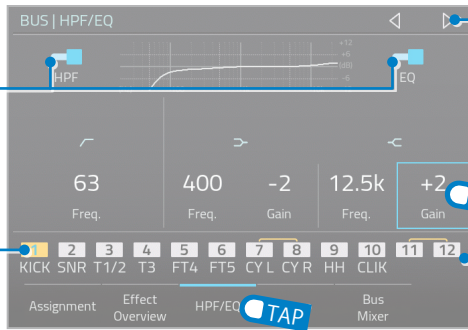 BUS | HPF/EQ
+12
+6
(dB)
-6
HPF
EQ
63 400 -2 12.5k +2
Freq. Freq. Gain Freq. Gain
1 2 3 4 5 6 7 8 9 10 11 12
KICK SNR T1/2 T3 FT4 FT5 CY L CY R HH CLIK
Assignment Effect Overview HPF/EQ Bus Mixer
TAP